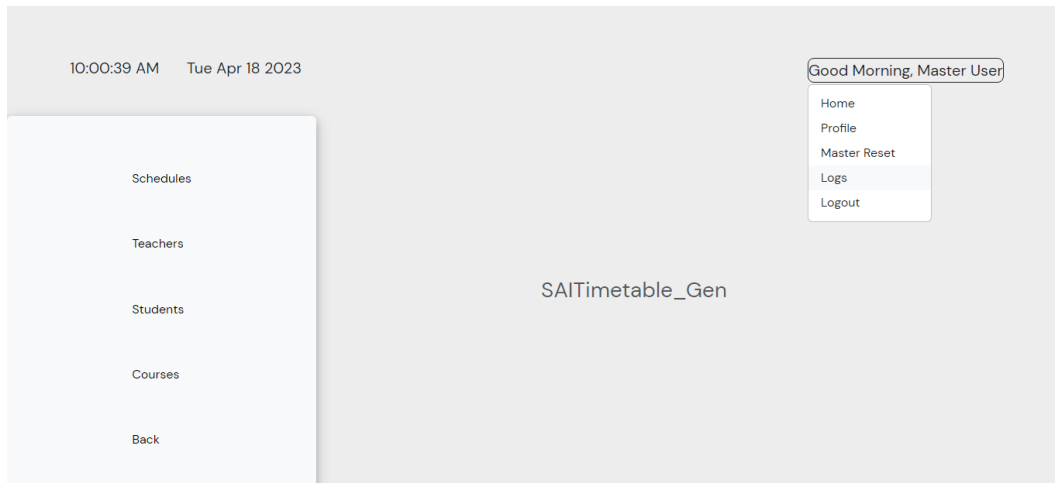 10:00:39 AM Tue Apr 18 2023
Good Morning, Master User
Home
Profile
Master Reset
Logs
Logout
Schedules
Teachers
Students
Courses
Back
SAITimetable_Gen